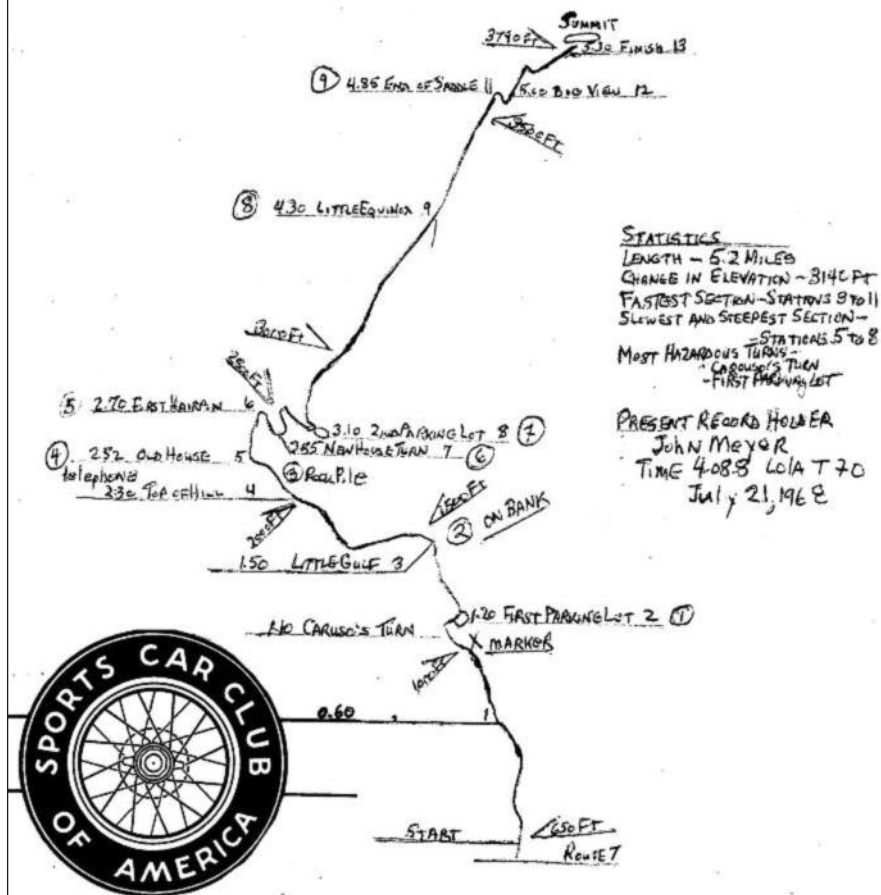 SUMMIT
3790 FT
5.30 FINISH 13
9 4.85 END OF SADDLE 11
5.00 BIG VIEW 12
3500 FT
8 4.30 LITTLE EQUINOX 9
STATISTICS
LENGTH - 5.2 MILES
CHANGE IN ELEVATION - 3140 FT
FASTEST SECTION - STATIONS 9 TO 11
SLOWEST AND STEEPEST SECTION -
- STATIONS 5 TO 8
MOST HAZARDOUS TURNS -
TURN
- FIRST PARKING LOT
3000 FT
2500 FT
5 2.70 EAST HAIRPIN 6
3.10 2ND PARKING LOT 8 7
2.85 NEW HOUSE TURN 7 6
4 2.52 OLD HOUSE 5
telephone
3 ROCK PILE
2.30 TOP OF HILL 4
2000 FT
1500 FT
2 ON BANK
1.50 LITTLE GULF 3
PRESENT RECORD HOLDER
JOHN MEYER
TIME 4:08.8 LOLA T 70
July 21, 1968
1.20 FIRST PARKING LOT 2 1
1.10 CARUSO'S TURN
X MARKER
1000 FT
0.60 1
START
650 FT
ROUTE 7
SPORTS CAR CLUB
OF AMERICA